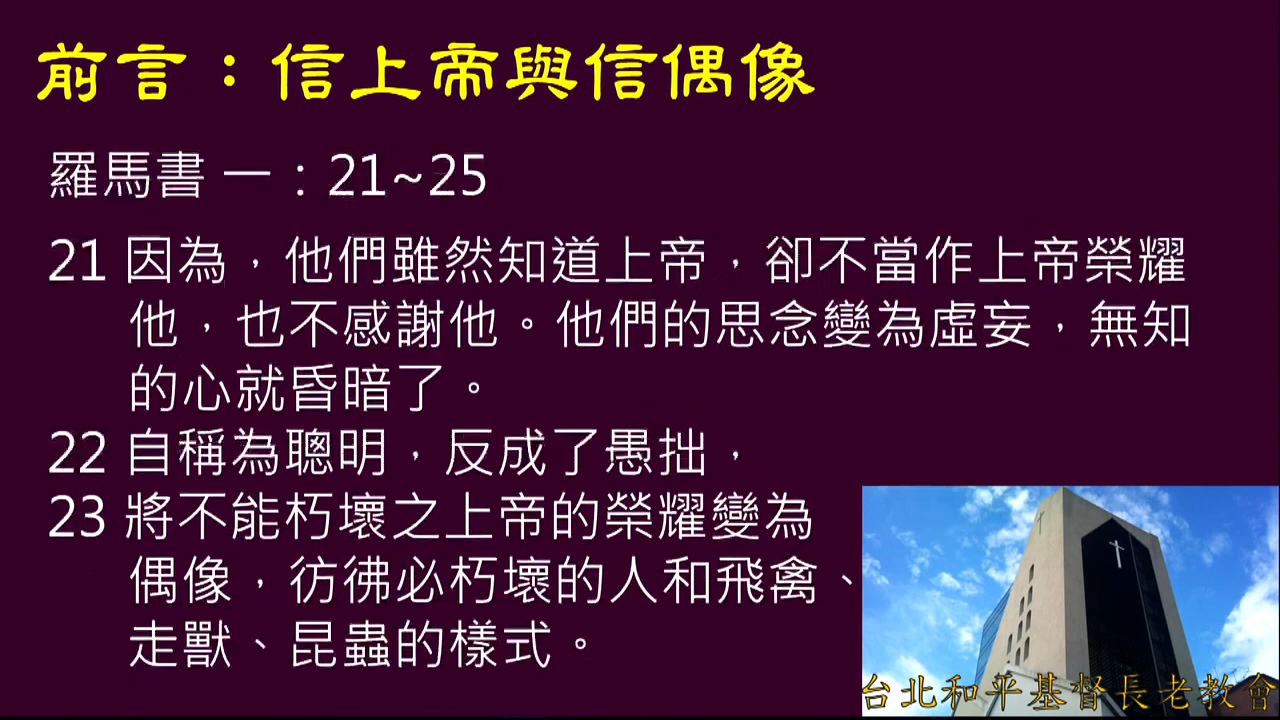 前言：信上帝與信偶像
羅馬書 一：21~25
21 因為，他們雖然知道上帝，卻不當作上帝榮耀
他，也不感謝他。他們的思念變為虛妄，無知
的心就昏暗了。
22 自稱為聰明，反成了愚拙，
23 將不能朽壞之上帝的榮耀變為
偶像，彷彿必朽壞的人和飛禽、
走獸、昆蟲的樣式。
台北和平基督長老教會